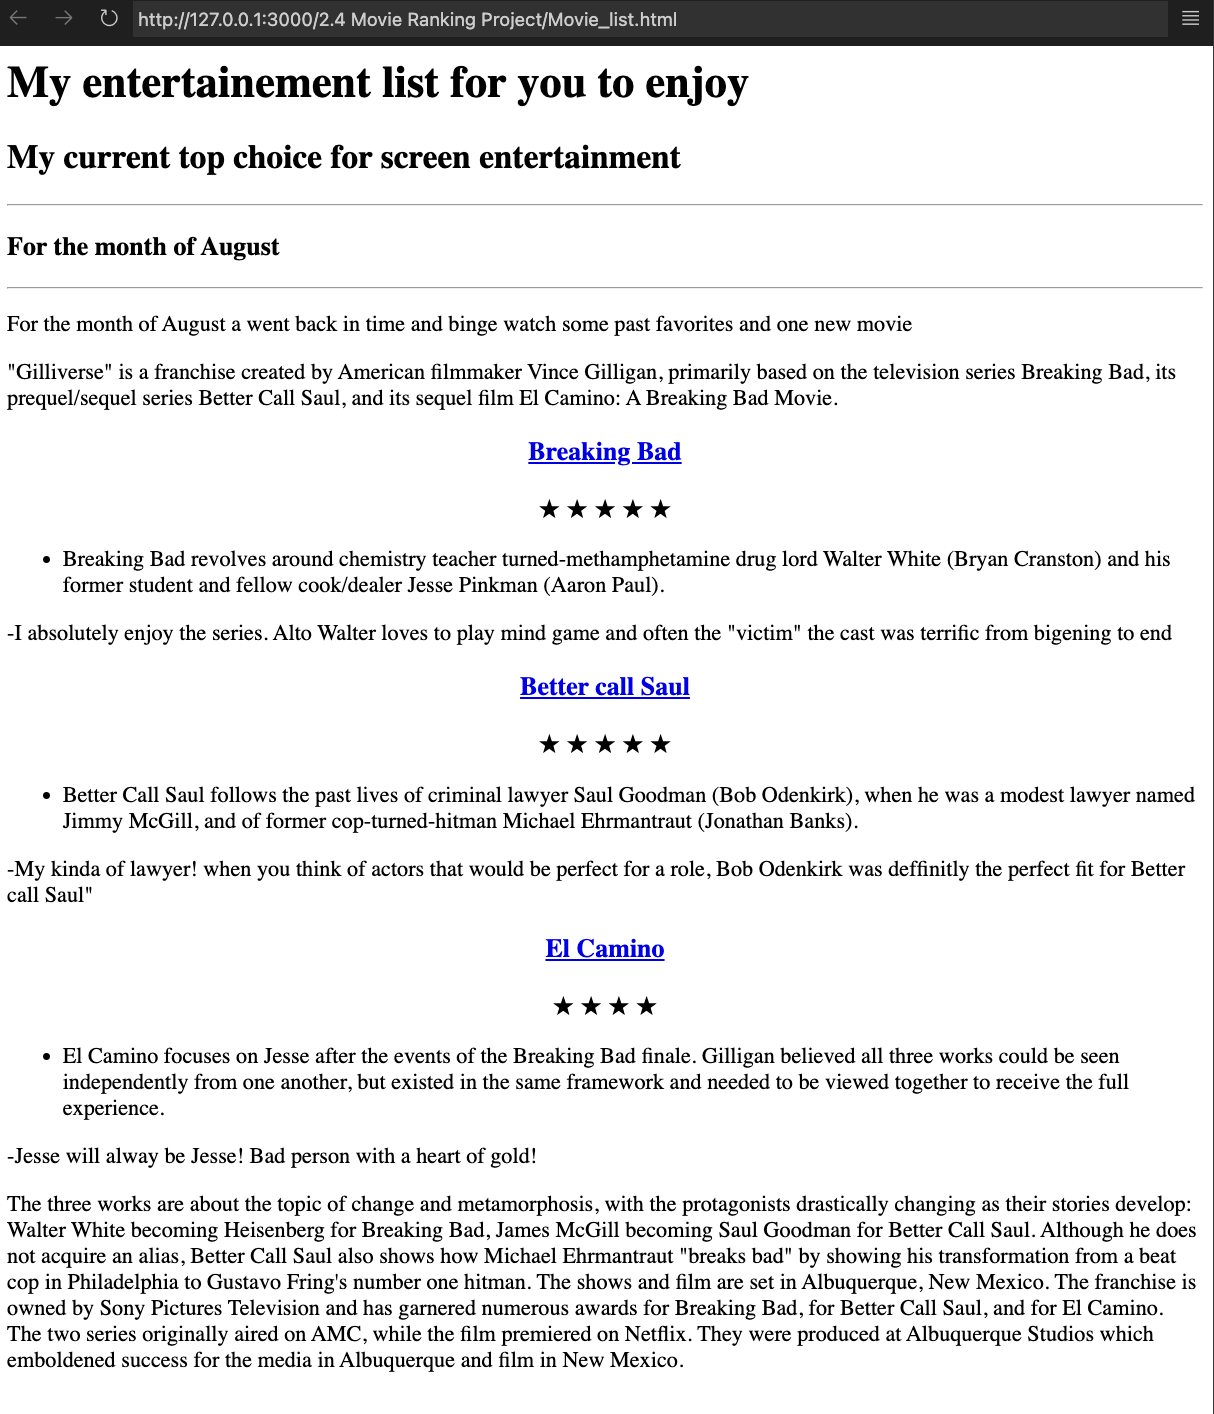 http://127.0.0.1:3000/2.4 Movie Ranking Project/Movie_list.html
My entertainement list for you to enjoy
My current top choice for screen entertainment
For the month of August
For the month of August a went back in time and binge watch some past favorites and one new movie
"Gilliverse" is a franchise created by American filmmaker Vince Gilligan, primarily based on the television series Breaking Bad, its
prequel/sequel series Better Call Saul, and its sequel film El Camino: A Breaking Bad Movie.
Breaking Bad
★ ★ ★ ★ ★
• Breaking Bad revolves around chemistry teacher turned-methamphetamine drug lord Walter White (Bryan Cranston) and his
former student and fellow cook/dealer Jesse Pinkman (Aaron Paul).
-I absolutely enjoy the series. Alto Walter loves to play mind game and often the "victim" the cast was terrific from bigening to end
Better call Saul
★ ★ ★ ★ ★
• Better Call Saul follows the past lives of criminal lawyer Saul Goodman (Bob Odenkirk), when he was a modest lawyer named
Jimmy McGill, and of former cop-turned-hitman Michael Ehrmantraut (Jonathan Banks).
-My kinda of lawyer! when you think of actors that would be perfect for a role, Bob Odenkirk was deffinitly the perfect fit for Better
call Saul"
El Camino
★ ★ ★ ★
• El Camino focuses on Jesse after the events of the Breaking Bad finale. Gilligan believed all three works could be seen
independently from one another, but existed in the same framework and needed to be viewed together to receive the full
experience.
-Jesse will alway be Jesse! Bad person with a heart of gold!
The three works are about the topic of change and metamorphosis, with the protagonists drastically changing as their stories develop:
Walter White becoming Heisenberg for Breaking Bad, James McGill becoming Saul Goodman for Better Call Saul. Although he does
not acquire an alias, Better Call Saul also shows how Michael Ehrmantraut "breaks bad" by showing his transformation from a beat
cop in Philadelphia to Gustavo Fring's number one hitman. The shows and film are set in Albuquerque, New Mexico. The franchise is
owned by Sony Pictures Television and has garnered numerous awards for Breaking Bad, for Better Call Saul, and for El Camino.
The two series originally aired on AMC, while the film premiered on Netflix. They were produced at Albuquerque Studios which
emboldened success for the media in Albuquerque and film in New Mexico.